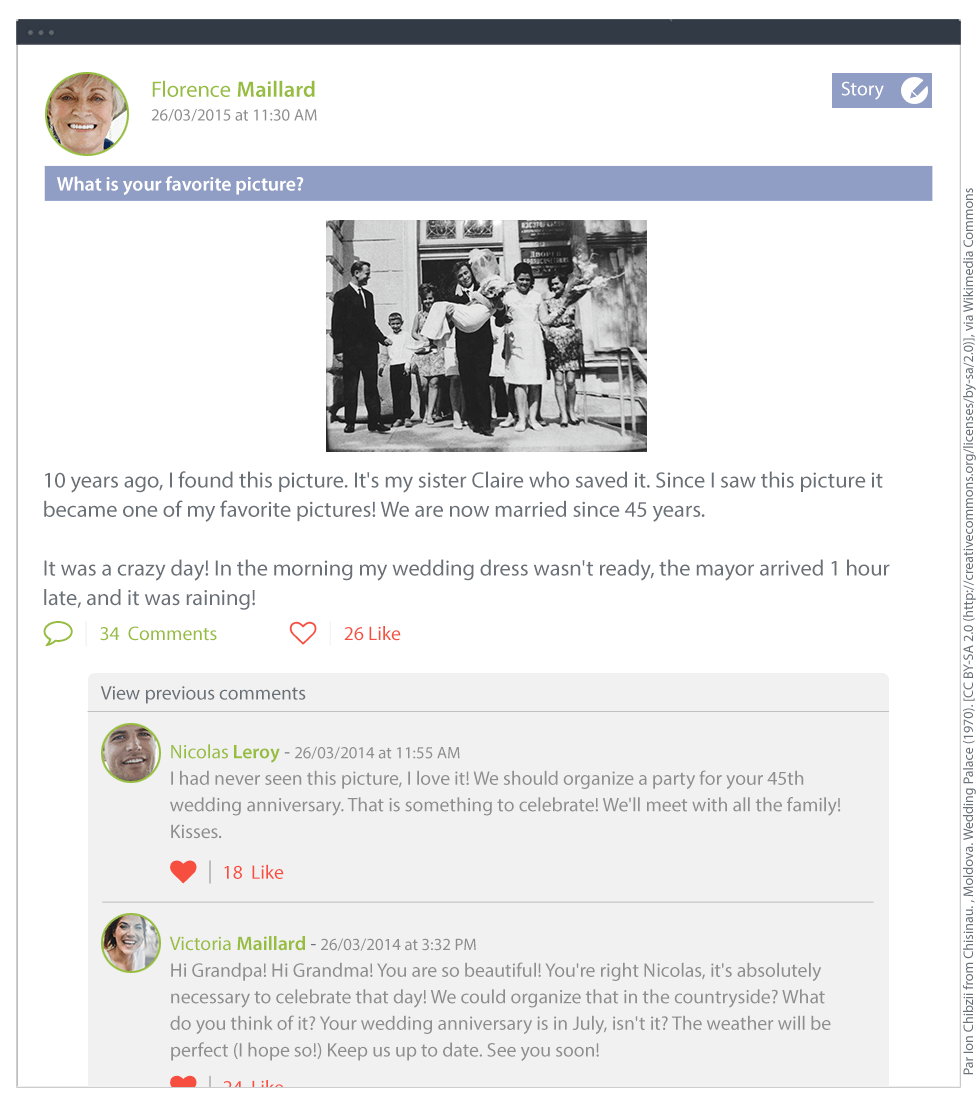 Florence Maillard
26/03/2015 at 11:30 AM
Story
What is your favorite picture?
10 years ago, I found this picture. It's my sister Claire who saved it. Since I saw this picture it
became one of my favorite pictures! We are now married since 45 years.
It was a crazy day! In the morning my wedding dress wasn't ready, the mayor arrived 1 hour
late, and it was raining!
34 Comments
26 Like
View previous comments
Nicolas Leroy - 26/03/2014 at 11:55 AM
I had never seen this picture, I love it! We should organize a party for your 45th
wedding anniversary. That is something to celebrate! We'll meet with all the family!
Kisses.
18 Like
Victoria Maillard - 26/03/2014 at 3:32 PM
Hi Grandpa! Hi Grandma! You are so beautiful! You're right Nicolas, it's absolutely
necessary to celebrate that day! We could organize that in the countryside? What
do you think of it? Your wedding anniversary is in July, isn't it? The weather will be
perfect (I hope so!) Keep us up to date. See you soon!
24 Like
Par Ion Chibzii from Chisinau. , Moldova. Wedding Palace (1970). [CC BY-SA 2.0 (http://creativecommons.org/licenses/by-sa/2.0)], via Wikimedia Commons